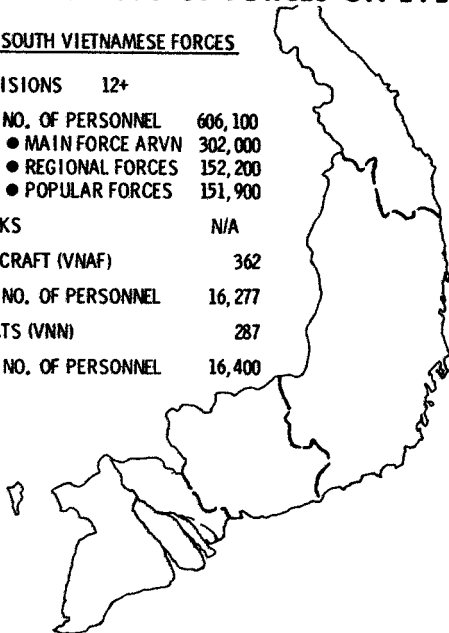 SOUTH VIETNAMESE FORCES
ISIONS 12+
NO. OF PERSONNEL 606,100
● MAIN FORCE ARVN 302,000
● REGIONAL FORCES 152,200
● POPULAR FORCES 151,900
KS N/A
CRAFT (VNAF) 362
NO. OF PERSONNEL 16,277
TS (VNN) 287
NO. OF PERSONNEL 16,400